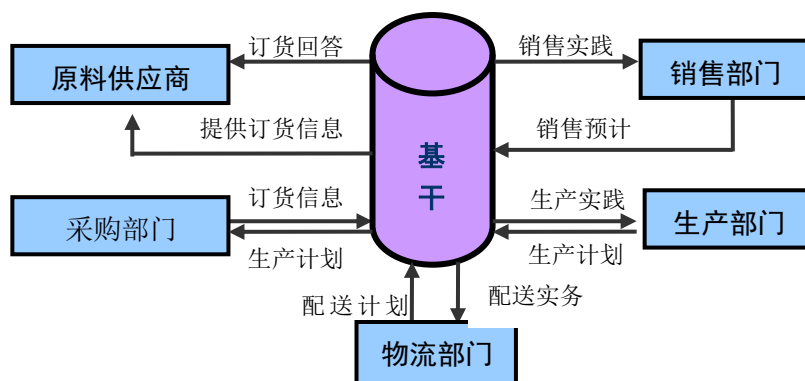 订货回答
销售实践
原料供应商
销售部门
提供订货信息
销售预计
基
干
订货信息
生产实践
采购部门
生产部门
生产计划
生产计划
配送计划
配送实务
物流部门